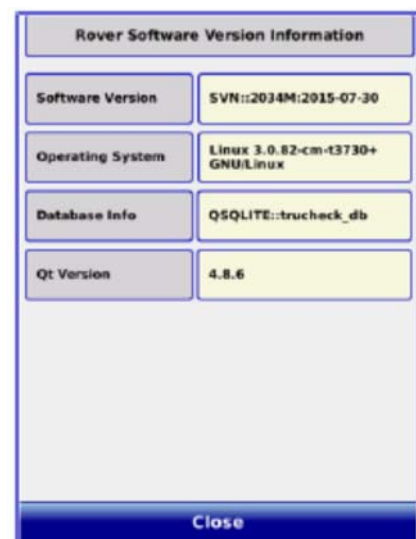 Rover Software Version Information
Software Version
SVN::2034M:2015-07-30
Operating System
Linux 3.0.82-cm-t3730+
GNU/Linux
Database Info
QSQLITE::trucheck_db
Qt Version
4.8.6
Close